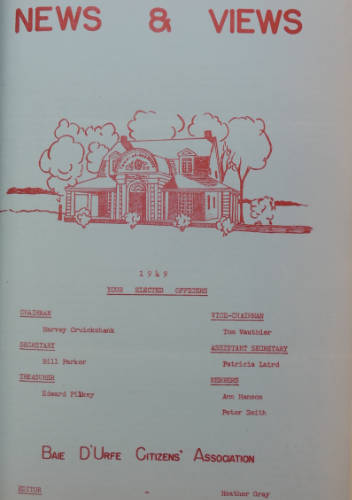 NEWS & VIEWS
1949
YOUR ELECTED OFFICERS
CHAIRMAN
Harvey Cruickshank
SECRETARY
Bill Parker
TREASURER
Edward Pilkey
VICE-CHAIRMAN
Tom Wauthier
ASSISTANT SECRETARY
Patricia Laird
MEMBERS
Ann Hanson
Peter Smith
BAIE D'URFE CITIZENS' ASSOCIATION
EDITOR
Heather Gray